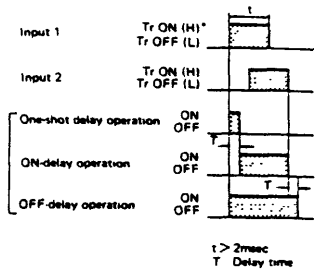 t
Input 1 Tr ON (H)*
Tr OFF (L)
Input 2 Tr ON (H)
Tr OFF (L)
One-shot delay operation ON
OFF
T
ON-delay operation ON
OFF
T
OFF-delay operation ON
OFF
t > 2msec
T Delay time